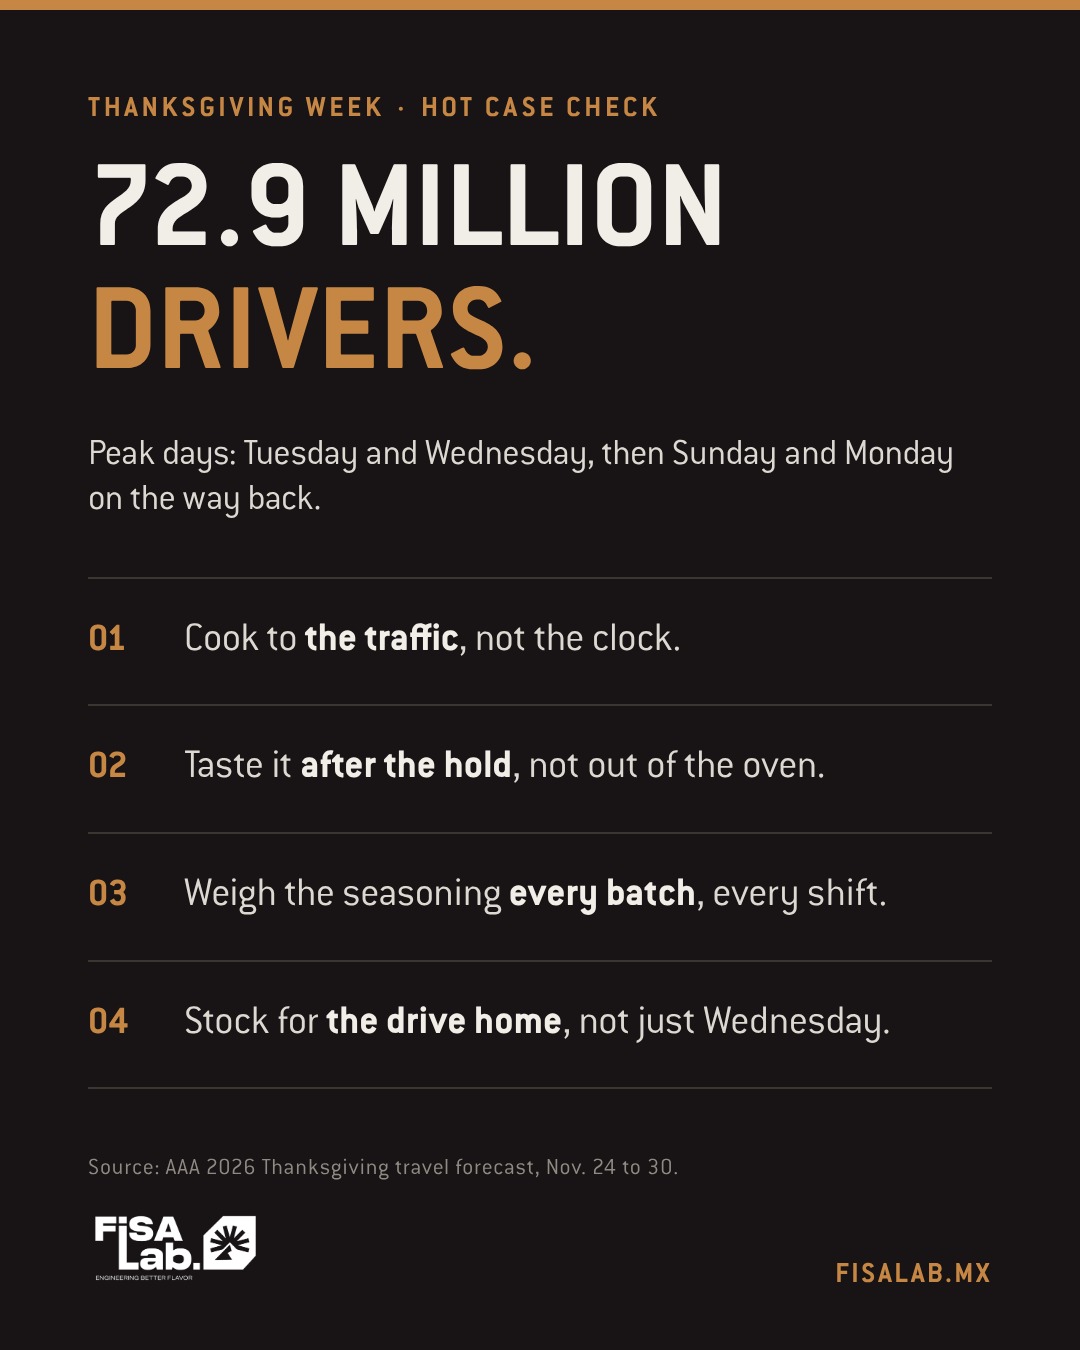 THANKSGIVING WEEK · HOT CASE CHECK
72.9 MILLION
DRIVERS.
Peak days: Tuesday and Wednesday, then Sunday and Monday
on the way back.
01 Cook to the traffic, not the clock.
02 Taste it after the hold, not out of the oven.
03 Weigh the seasoning every batch, every shift.
04 Stock for the drive home, not just Wednesday.
Source: AAA 2026 Thanksgiving travel forecast, Nov. 24 to 30.
FiSA
Lab.
ENGINEERING BETTER FLAVOR
FISALAB.MX